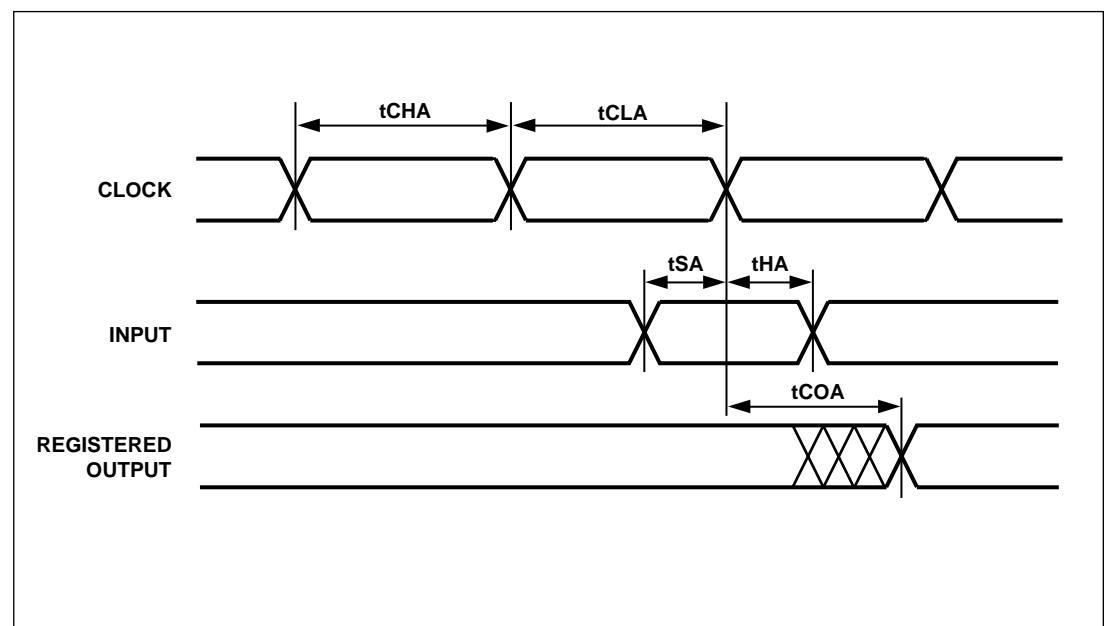 tCHA
tCLA
CLOCK
tSA
tHA
INPUT
tCOA
REGISTERED
OUTPUT